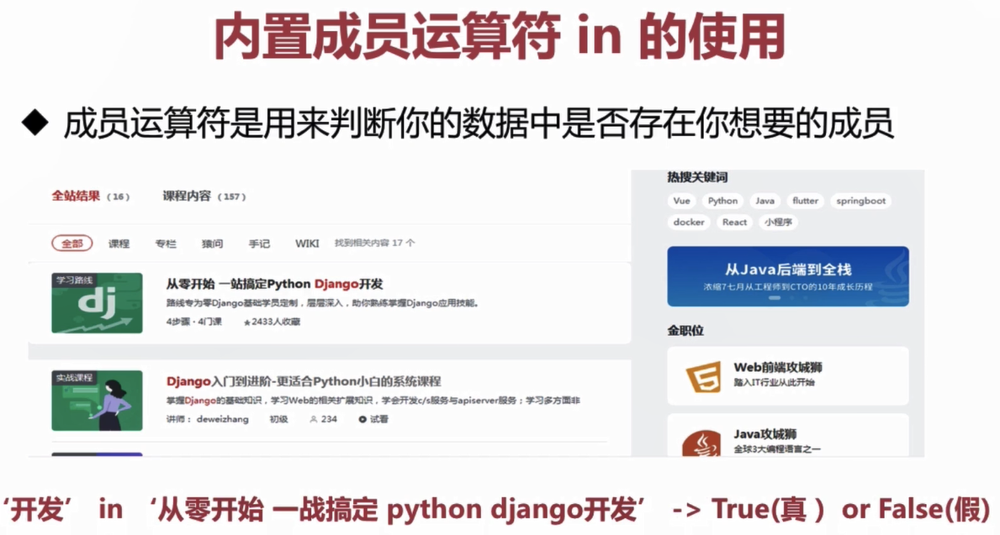 内置成员运算符 in 的使用
◆ 成员运算符是用来判断你的数据中是否存在你想要的成员
全站结果（16） 课程内容（157）
全部 课程 专栏 猿问 手记 WIKI 找到相关内容 17 个
学习路线
dj
从零开始 一站搞定Python Django开发
路线专为零Django基础学员定制，层层深入，助你熟练掌握Django应用技能。
4步骤·4门课 ★2433人收藏
实战课程
Django入门到进阶-更适合Python小白的系统课程
掌握Django的基础知识，学习Web的相关扩展知识，学会开发c/s服务与apiserver服务；学习多方面非
讲师：deweizhang 初级 234 试看
热搜关键词
Vue Python Java flutter springboot
docker React 小程序
从Java后端到全栈
浓缩7七月从工程师到CTO的10年成长历程
金职位
5
Web前端攻城狮
踏入IT行业从此开始
Java攻城狮
全球3大编程语言之一
‘开发’ in ‘从零开始 一战搞定 python django开发’ -> True(真 ）or False(假)